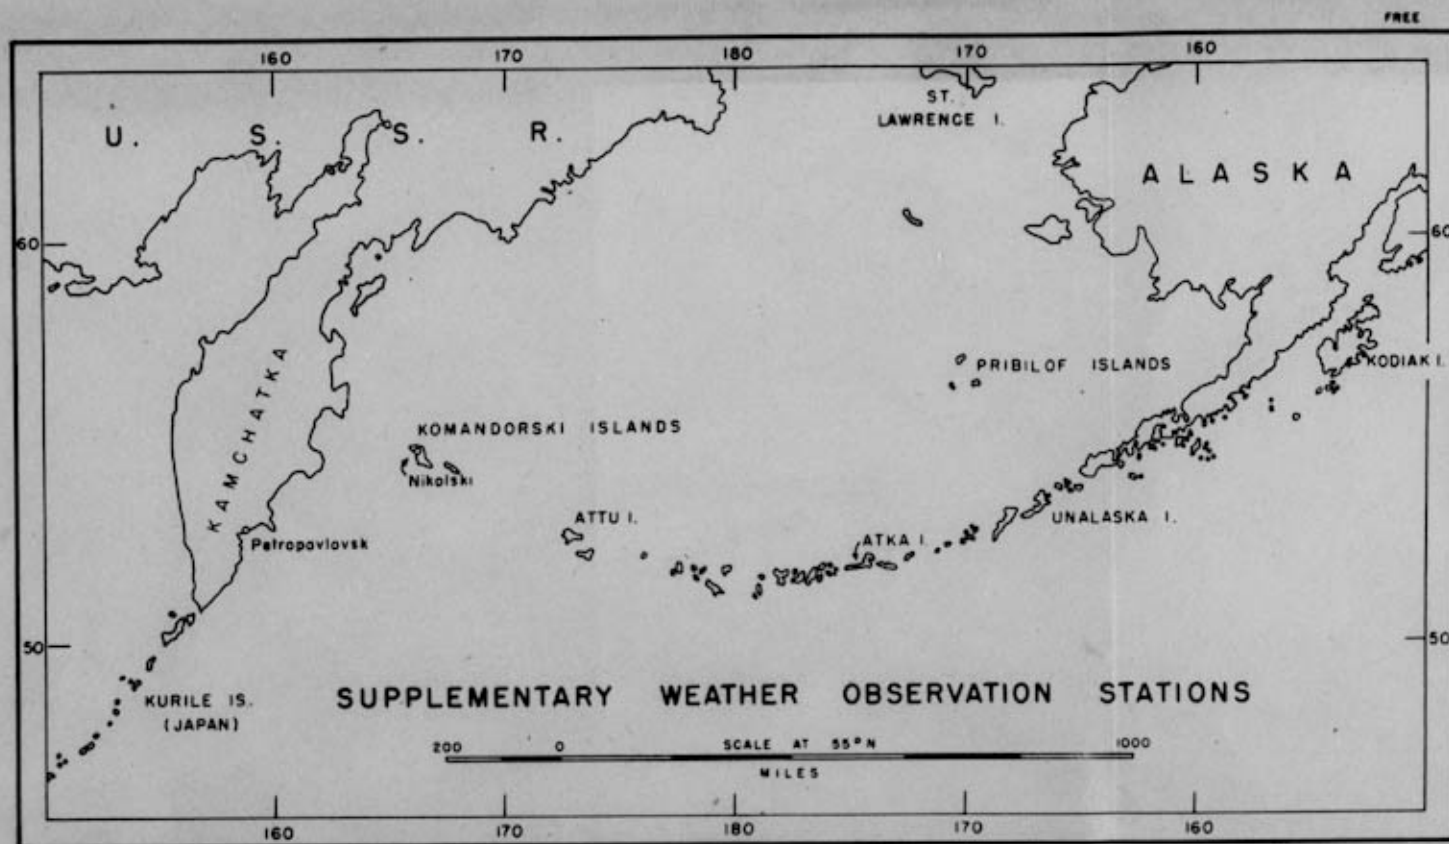 FREE
160 170 180 170 160
U. S. S. R.
ST.
LAWRENCE I.
ALASKA
60 60
PRIBILOF ISLANDS
KODIAK I.
KAMCHATKA
KOMANDORSKI ISLANDS
Nikolski
ATTU I.
UNALASKA I.
Petropavlovsk
ATKA I.
50 50
KURILE IS.
(JAPAN)
SUPPLEMENTARY WEATHER OBSERVATION STATIONS
200 0 SCALE AT 55° N 1000
MILES
160 170 180 170 160